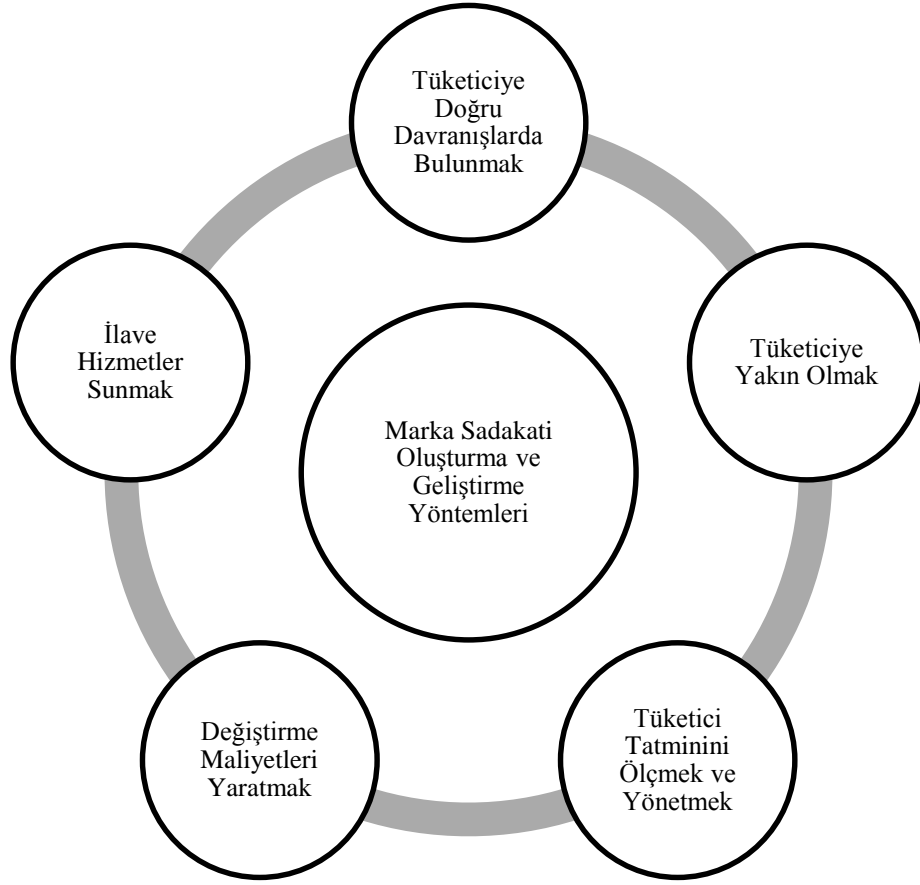 Tüketiciye
Doğru
Davranışlarda
Bulunmak
Tüketiciye
Yakın Olmak
Tüketici
Tatminini
Ölçmek ve
Yönetmek
Değiştirme
Maliyetleri
Yaratmak
İlave
Hizmetler
Sunmak
Marka Sadakati
Oluşturma ve
Geliştirme
Yöntemleri